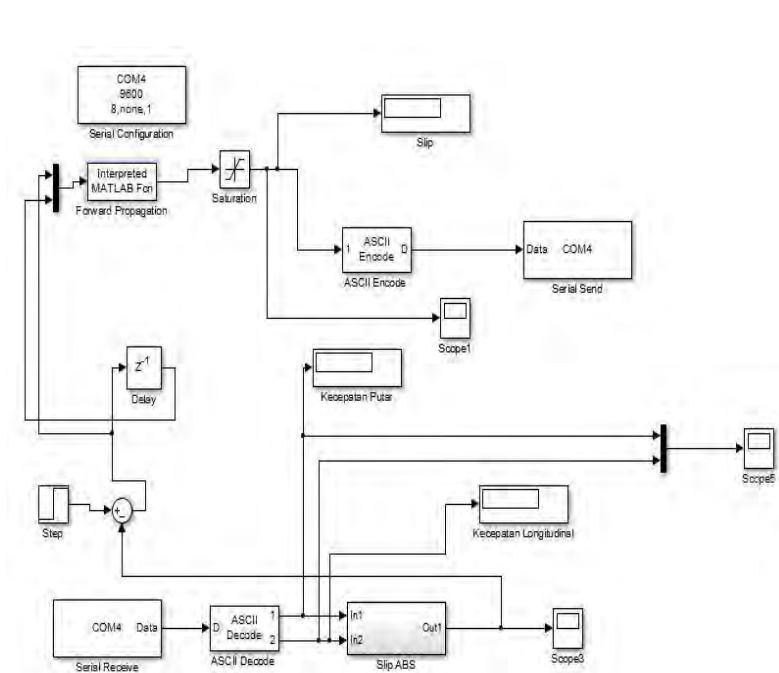 COM4
9600
8,none,1
Serial Configuration
Slip
Interpreted
MATLAB Fcn
Forward Propagation
Saturation
1 ASCII Encode D
ASCII Encode
Data COM4
Serial Send
Scope1
Z-1
Delay
Kecepatan Putar
Scope5
Step
+
−
Kecepatan Longitudinal
COM4 Data
Serial Receive
D ASCII Decode 1 2
ASCII Decode
In1
In2
Out1
Slip ABS
Scope3